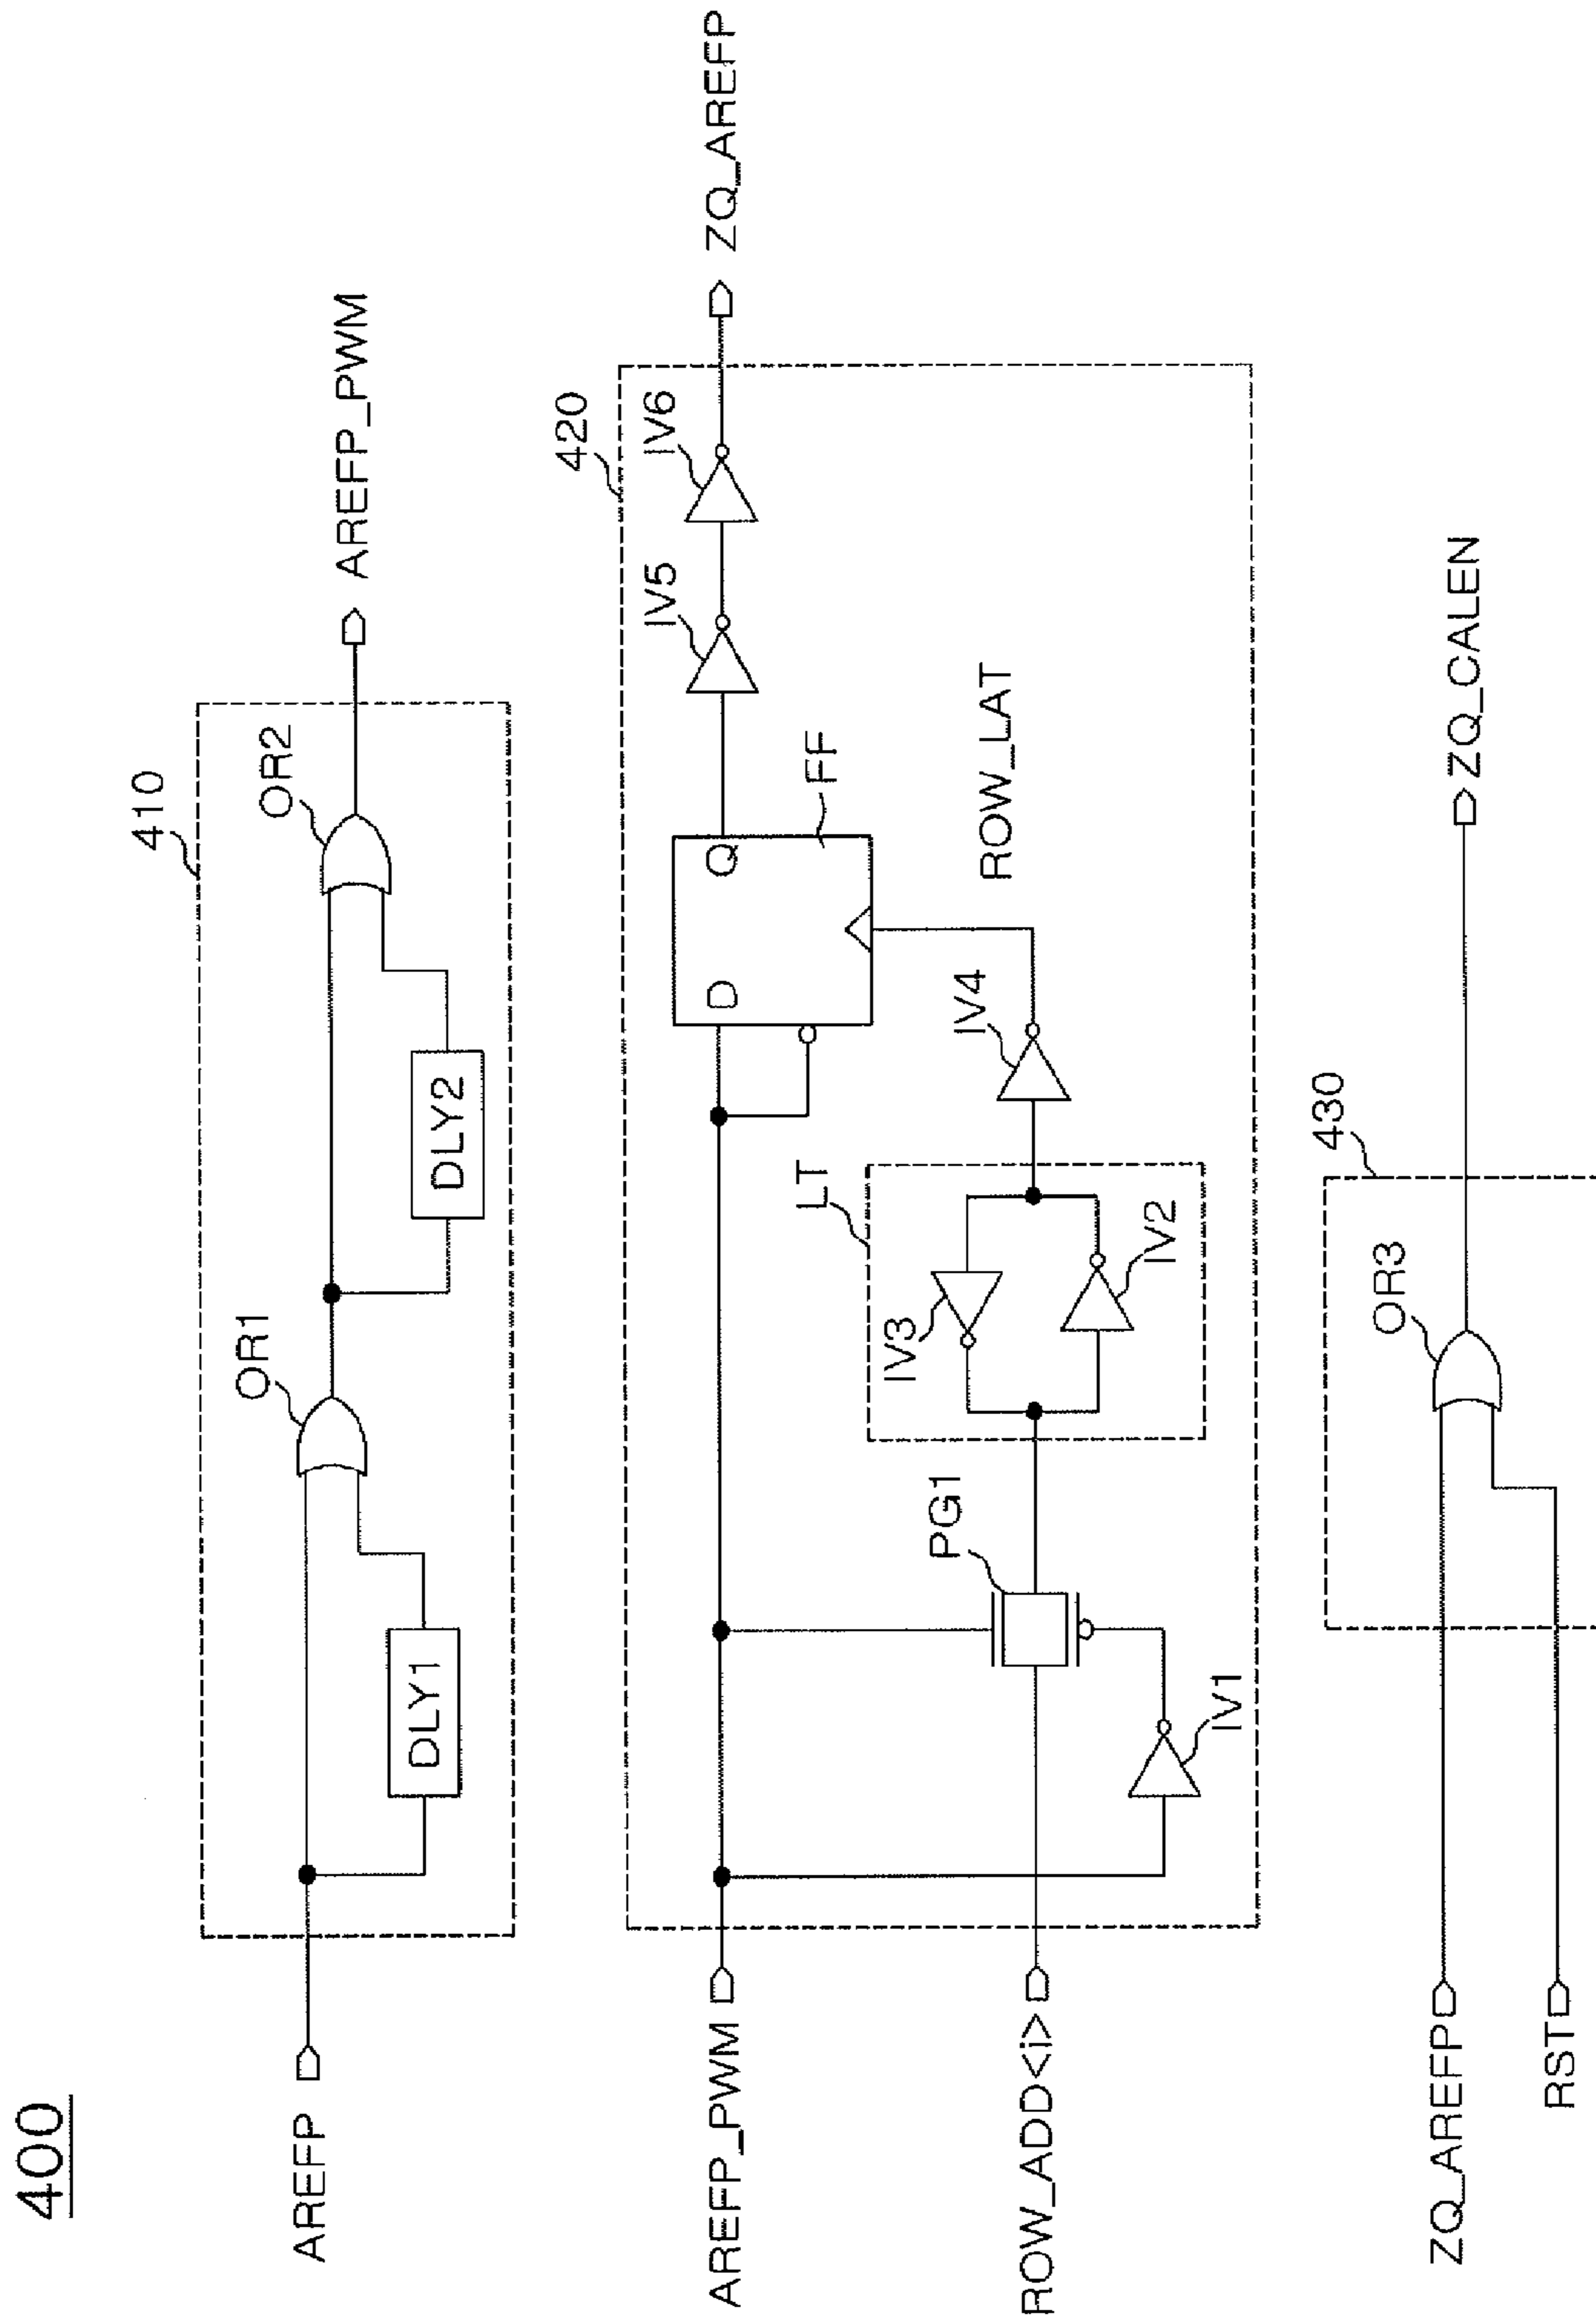 400
410
AREFP
DLY1
OR1
DLY2
OR2
AREFP_PWM
420
AREFP_PWM
ROW_ADD<i>
IV1
PG1
LT
IV3
IV2
IV4
D
Q
FF
ROW_LAT
IV5
IV6
ZQ_AREFP
430
ZQ_AREFP
RST
OR3
ZQ_CALEN